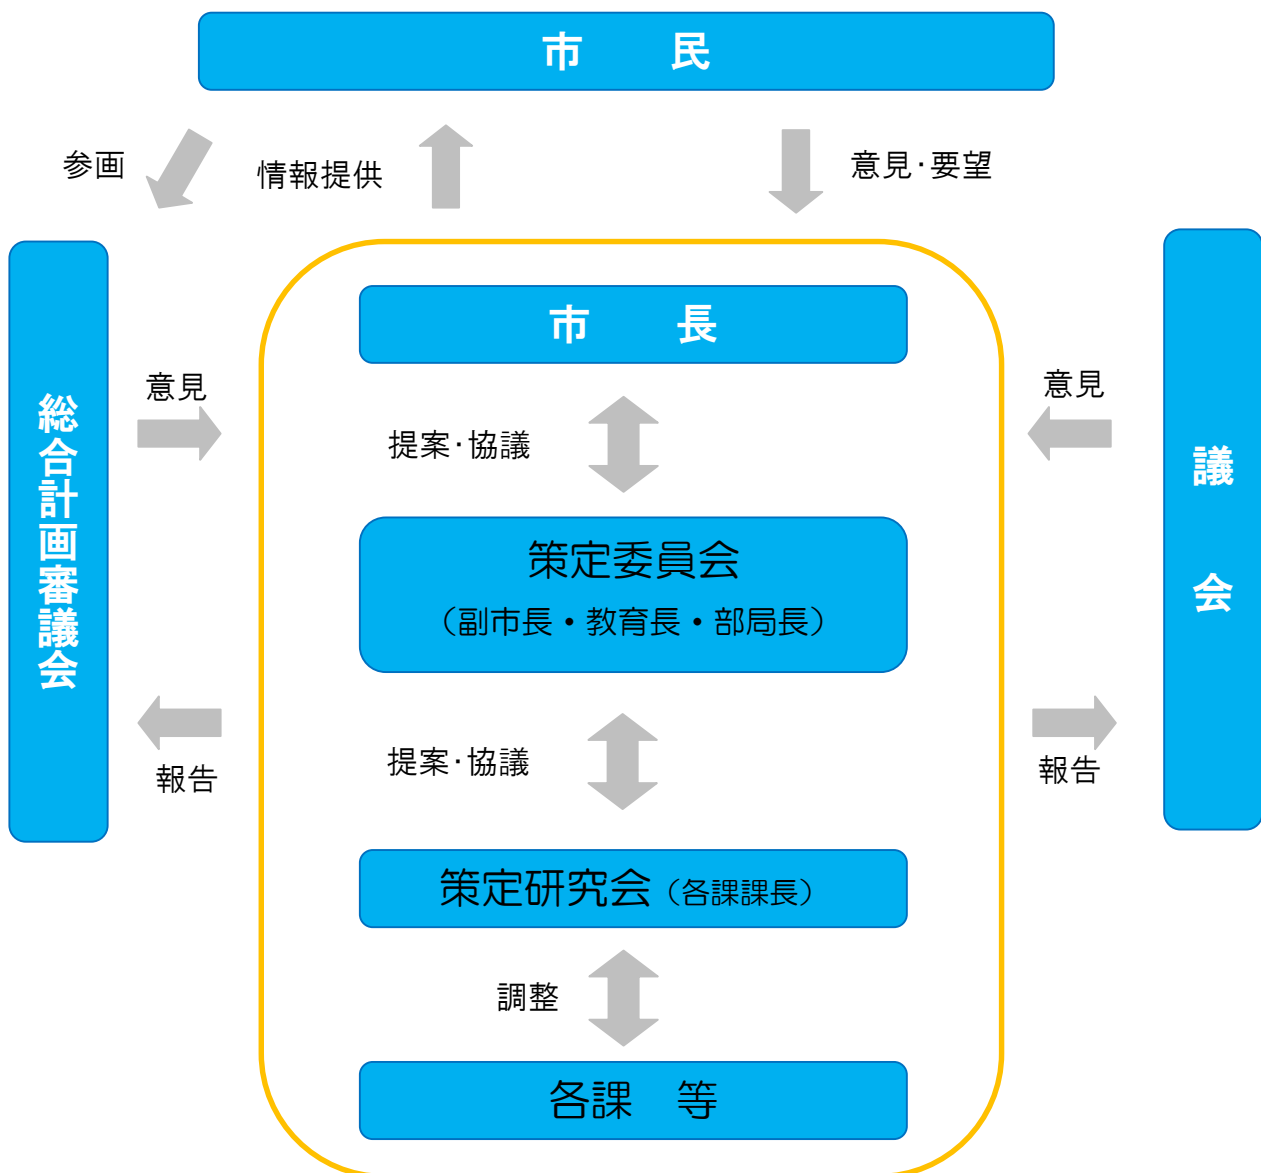 市　　民
参画
情報提供
意見・要望
総合計画審議会
市　　長
意見
意見
提案・協議
議　会
策定委員会
（副市長・教育長・部局長）
提案・協議
報告
報告
策定研究会（各課課長）
調整
各課　等